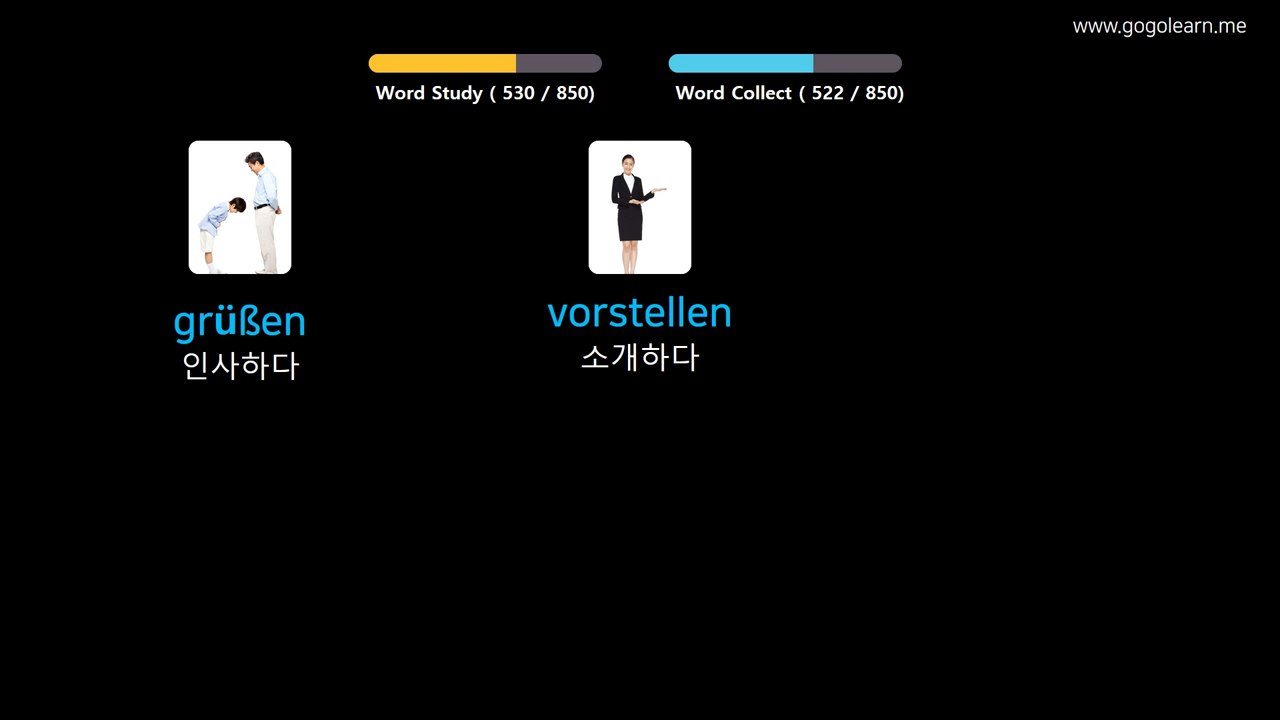 www.gogolearn.me
Word Study ( 530 / 850)
Word Collect ( 522 / 850)
grüßen
인사하다
vorstellen
소개하다